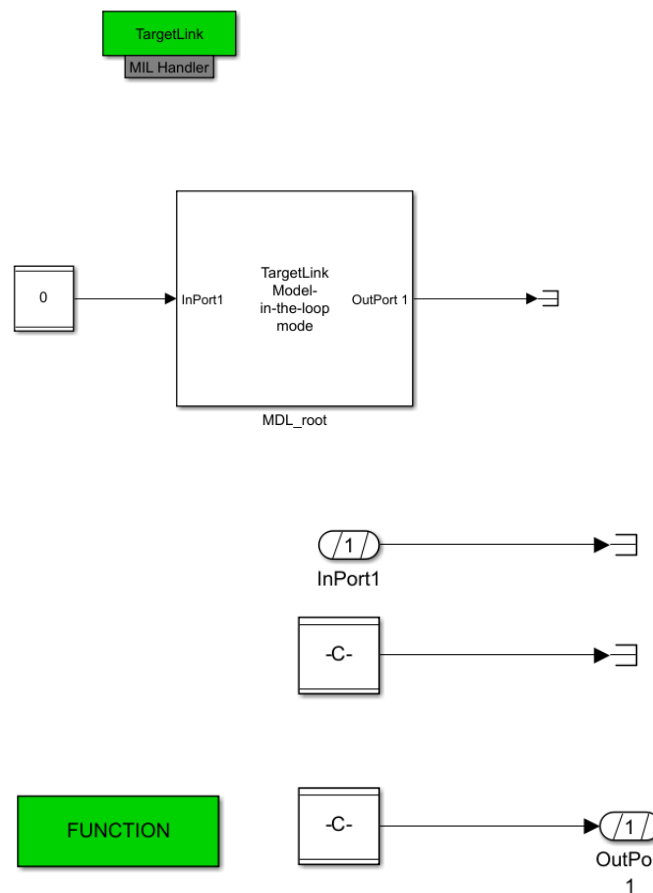 TargetLink
MIL Handler
0
InPort1
TargetLink
Model-
in-the-loop
mode
OutPort 1
MDL_root
1
InPort1
-C-
-C-
FUNCTION
-C-
1
OutPo
1